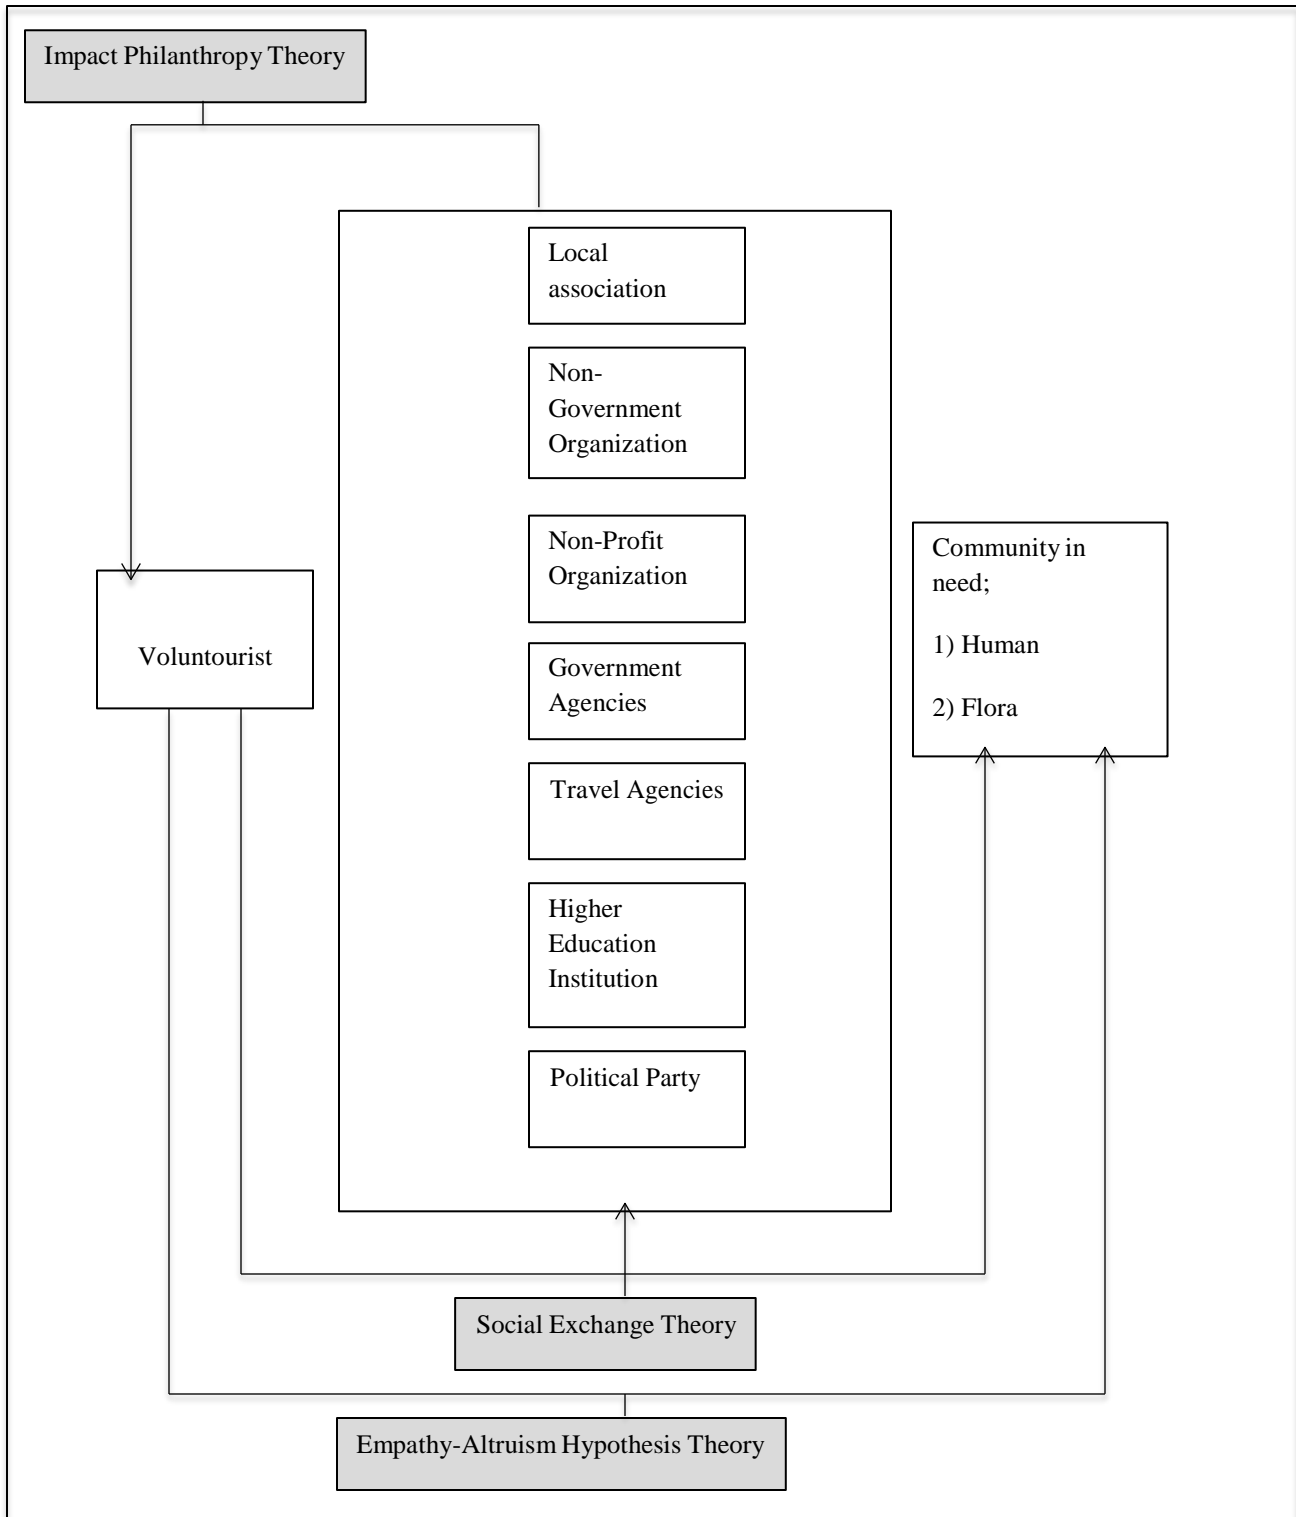 Impact Philanthropy Theory
Local
association
Non-
Government
Organization
Non-Profit
Organization
Government
Agencies
Travel Agencies
Higher
Education
Institution
Political Party
Voluntourist
Community in
need;
1) Human
2) Flora
Social Exchange Theory
Empathy-Altruism Hypothesis Theory